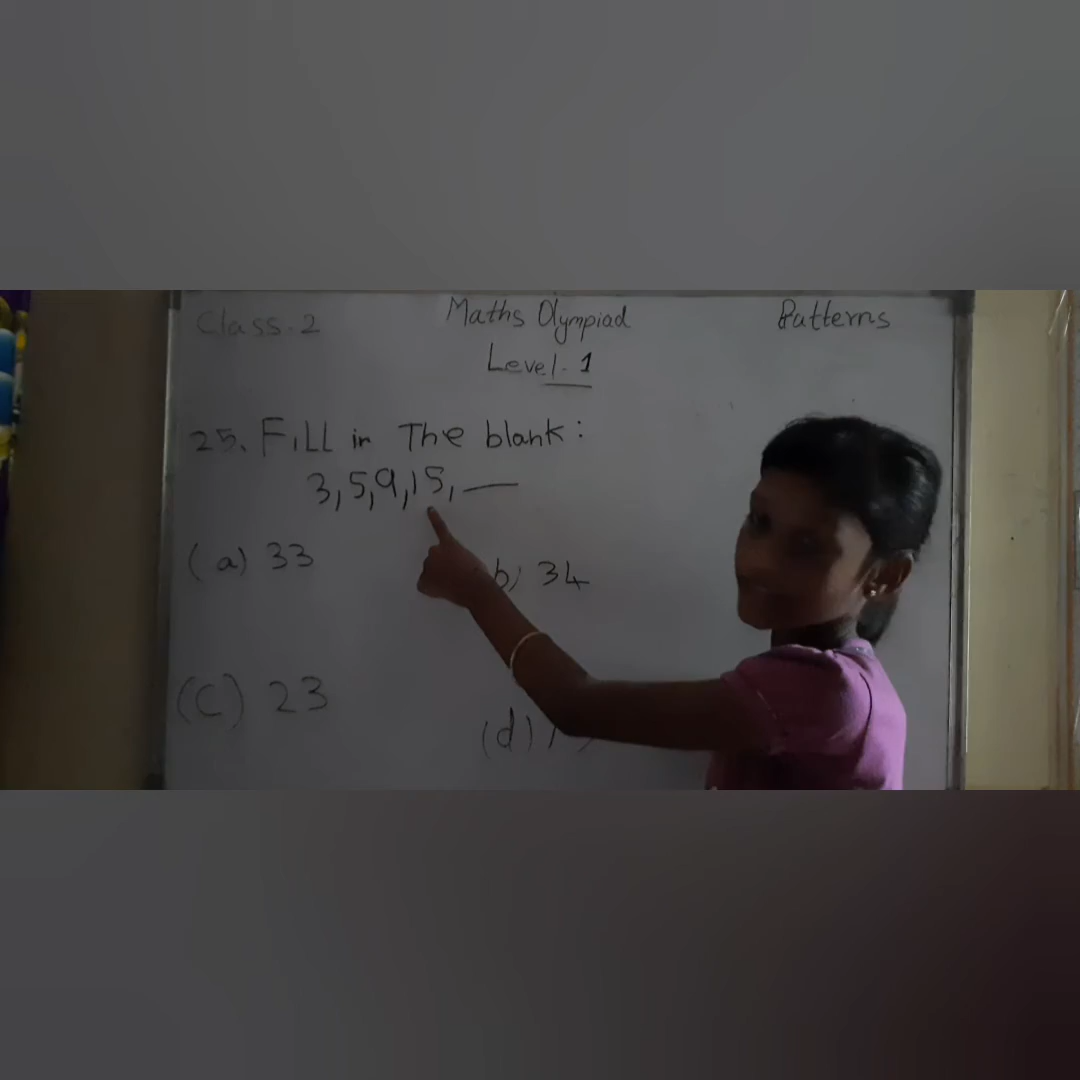 Class. 2 Maths Olympiad Patterns
Level- 1
25. Fill in The blank:
3,5,9,15,—
(a) 33
b) 34
(C) 23
(d)